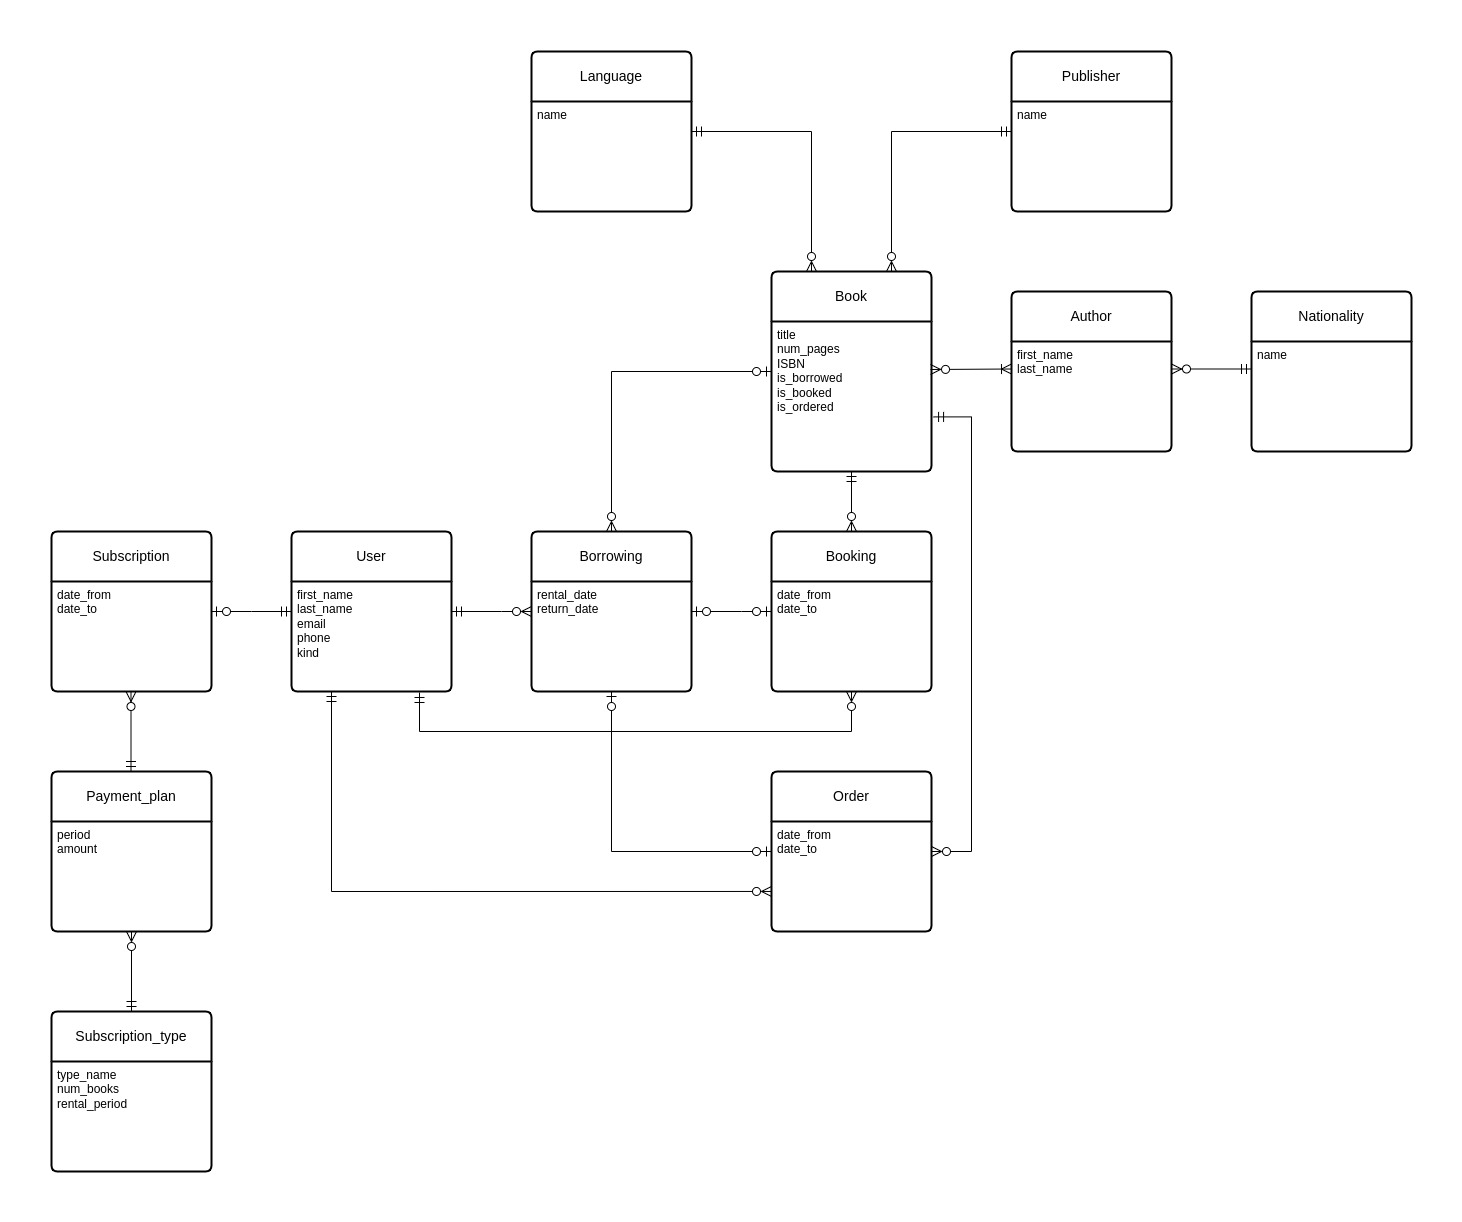 Language
name
Publisher
name
Book
title
num_pages
ISBN
is_borrowed
is_booked
is_ordered
Author
first_name
last_name
Nationality
name
Subscription
date_from
date_to
User
first_name
last_name
email
phone
kind
Borrowing
rental_date
return_date
Booking
date_from
date_to
Payment_plan
period
amount
Order
date_from
date_to
Subscription_type
type_name
num_books
rental_period